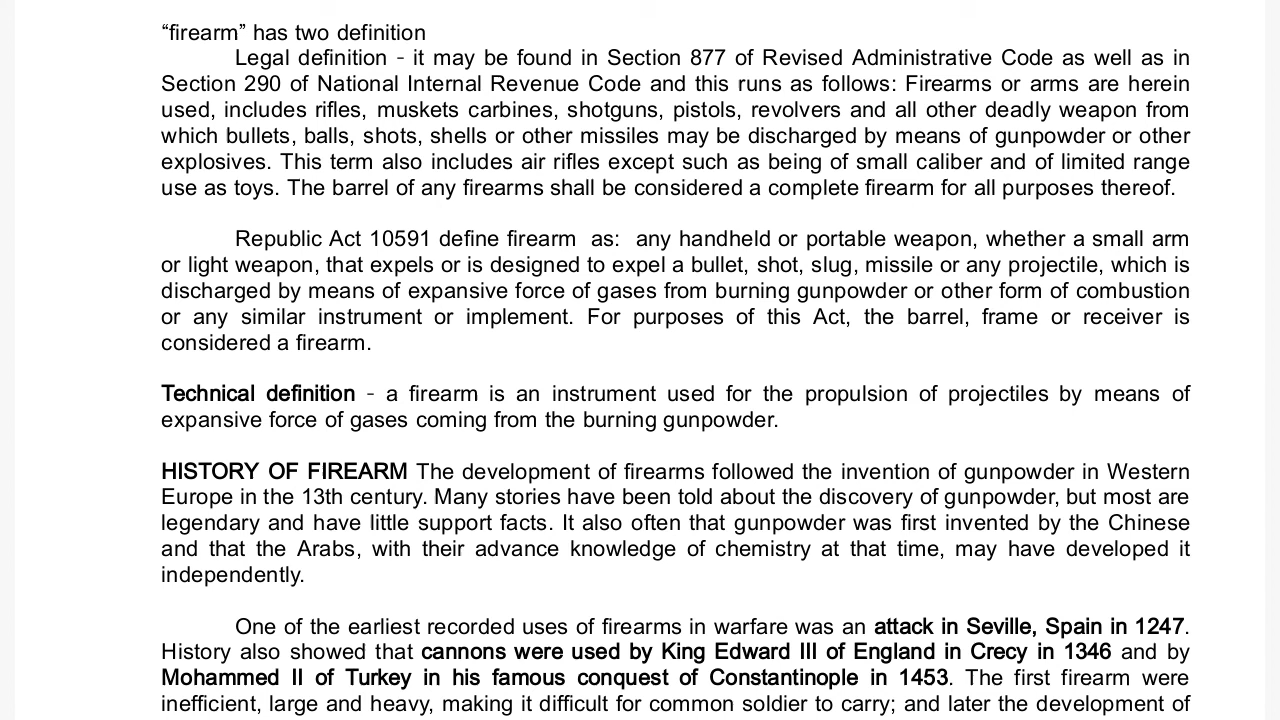 “firearm” has two definition
Legal definition - it may be found in Section 877 of Revised Administrative Code as well as in
Section 290 of National Internal Revenue Code and this runs as follows: Firearms or arms are herein
used, includes rifles, muskets carbines, shotguns, pistols, revolvers and all other deadly weapon from
which bullets, balls, shots, shells or other missiles may be discharged by means of gunpowder or other
explosives. This term also includes air rifles except such as being of small caliber and of limited range
use as toys. The barrel of any firearms shall be considered a complete firearm for all purposes thereof.
Republic Act 10591 define firearm as: any handheld or portable weapon, whether a small arm
or light weapon, that expels or is designed to expel a bullet, shot, slug, missile or any projectile, which is
discharged by means of expansive force of gases from burning gunpowder or other form of combustion
or any similar instrument or implement. For purposes of this Act, the barrel, frame or receiver is
considered a firearm.
Technical definition - a firearm is an instrument used for the propulsion of projectiles by means of
expansive force of gases coming from the burning gunpowder.
HISTORY OF FIREARM The development of firearms followed the invention of gunpowder in Western
Europe in the 13th century. Many stories have been told about the discovery of gunpowder, but most are
legendary and have little support facts. It also often that gunpowder was first invented by the Chinese
and that the Arabs, with their advance knowledge of chemistry at that time, may have developed it
independently.
One of the earliest recorded uses of firearms in warfare was an attack in Seville, Spain in 1247.
History also showed that cannons were used by King Edward III of England in Crecy in 1346 and by
Mohammed II of Turkey in his famous conquest of Constantinople in 1453. The first firearm were
inefficient, large and heavy, making it difficult for common soldier to carry; and later the development of